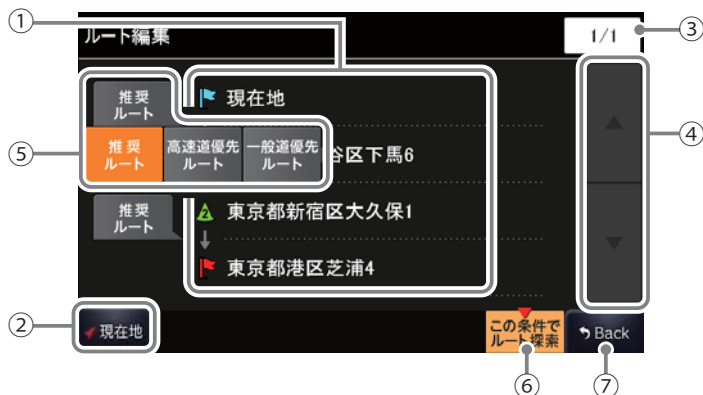 ①
ルート編集
1/1
③
推奨
ルート
現在地
④
⑤
推奨
ルート
高速道優先
ルート
一般道優先
ルート
谷区下馬6
推奨
ルート
2
東京都新宿区大久保1
東京都港区芝浦4
②
現在地
この条件で
ルート探索
Back
⑥
⑦